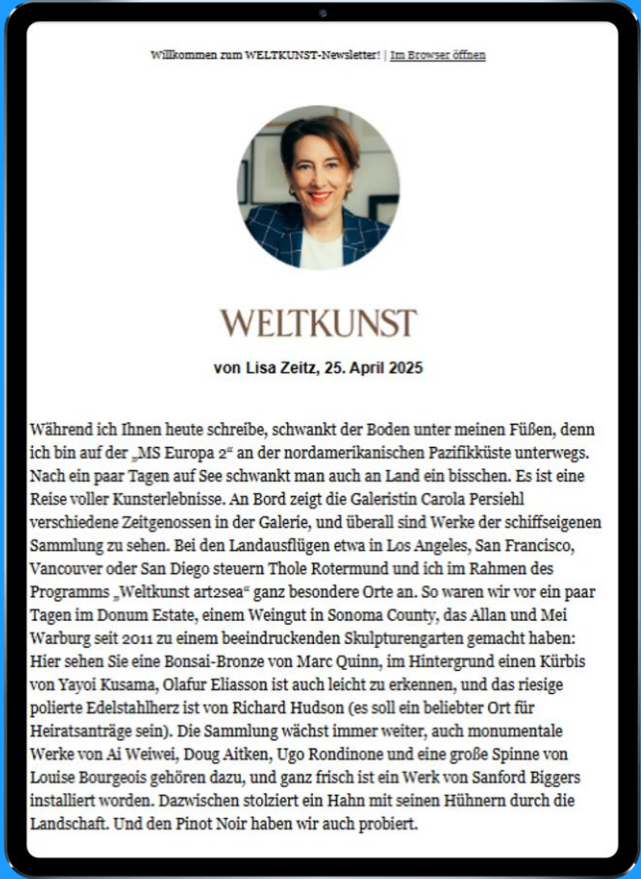 Willkommen zum WELTKUNST-Newsletter! | Im Browser öffnen
WELTKUNST
von Lisa Zeitz, 25. April 2025
Während ich Ihnen heute schreibe, schwankt der Boden unter meinen Füßen, denn
ich bin auf der „MS Europa 2“ an der nordamerikanischen Pazifikküste unterwegs.
Nach ein paar Tagen auf See schwankt man auch an Land ein bisschen. Es ist eine
Reise voller Kunsterlebnisse. An Bord zeigt die Galeristin Carola Persiehl
verschiedene Zeitgenossen in der Galerie, und überall sind Werke der schiffseigenen
Sammlung zu sehen. Bei den Landausflügen etwa in Los Angeles, San Francisco,
Vancouver oder San Diego steuern Thole Rotermund und ich im Rahmen des
Programms „Weltkunst art2sea“ ganz besondere Orte an. So waren wir vor ein paar
Tagen im Donum Estate, einem Weingut in Sonoma County, das Allan und Mei
Warburg seit 2011 zu einem beeindruckenden Skulpturengarten gemacht haben:
Hier sehen Sie eine Bonsai-Bronze von Marc Quinn, im Hintergrund einen Kürbis
von Yayoi Kusama, Olafur Eliasson ist auch leicht zu erkennen, und das riesige
polierte Edelstahlherz ist von Richard Hudson (es soll ein beliebter Ort für
Heiratsanträge sein). Die Sammlung wächst immer weiter, auch monumentale
Werke von Ai Weiwei, Doug Aitken, Ugo Rondinone und eine große Spinne von
Louise Bourgeois gehören dazu, und ganz frisch ist ein Werk von Sanford Biggers
installiert worden. Dazwischen stolziert ein Hahn mit seinen Hühnern durch die
Landschaft. Und den Pinot Noir haben wir auch probiert.